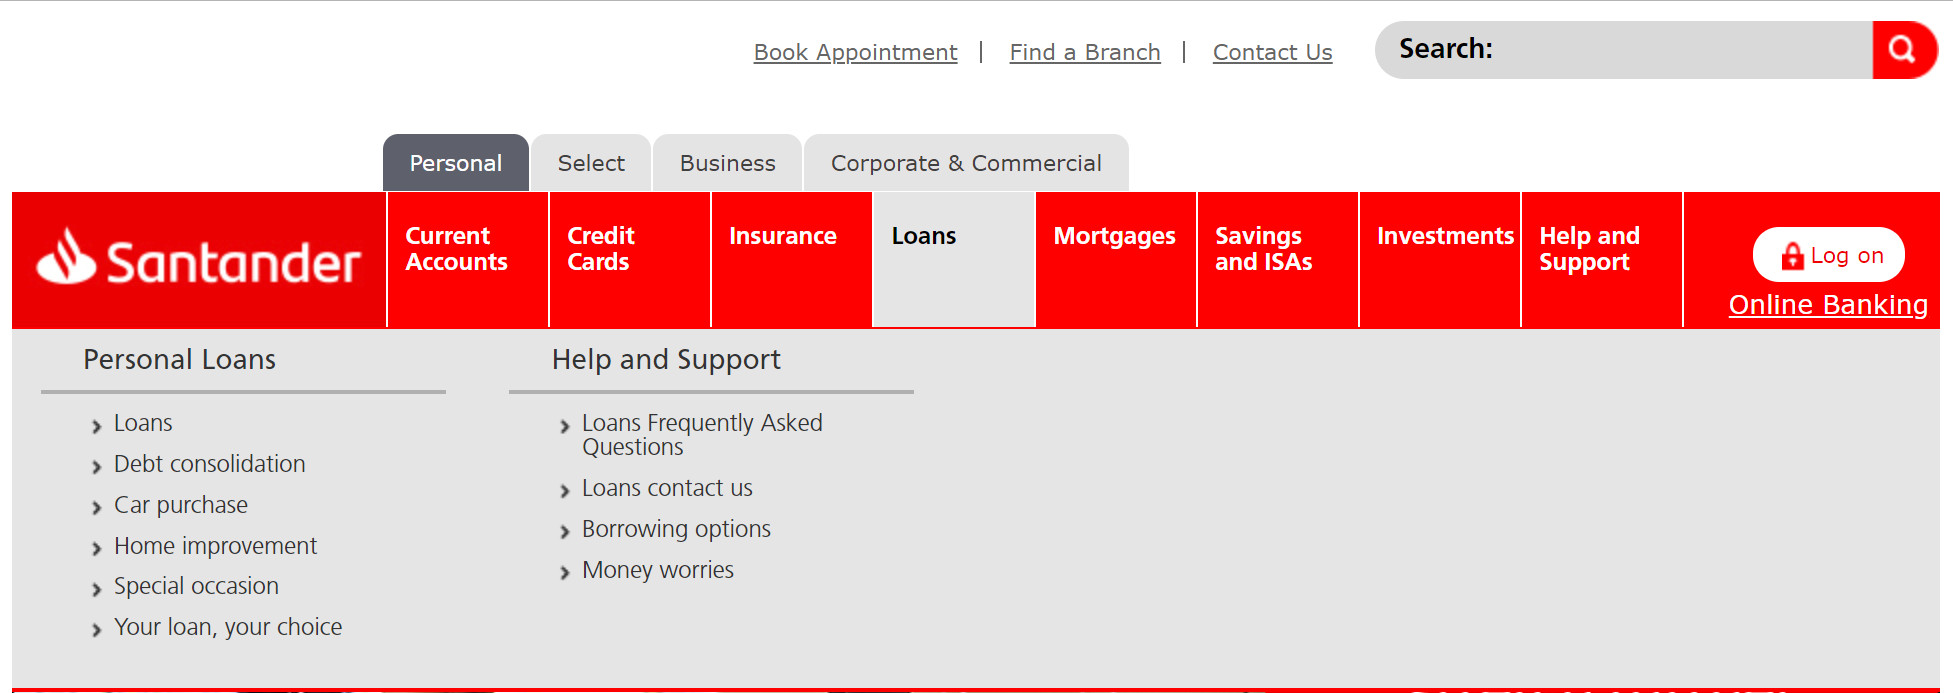 Book Appointment | Find a Branch | Contact Us
Search:
Personal
Select
Business
Corporate & Commercial
Santander
Current
Accounts
Credit
Cards
Insurance
Loans
Mortgages
Savings
and ISAs
Investments
Help and
Support
Log on
Online Banking
Personal Loans
Loans
Debt consolidation
Car purchase
Home improvement
Special occasion
Your loan, your choice
Help and Support
Loans Frequently Asked
Questions
Loans contact us
Borrowing options
Money worries